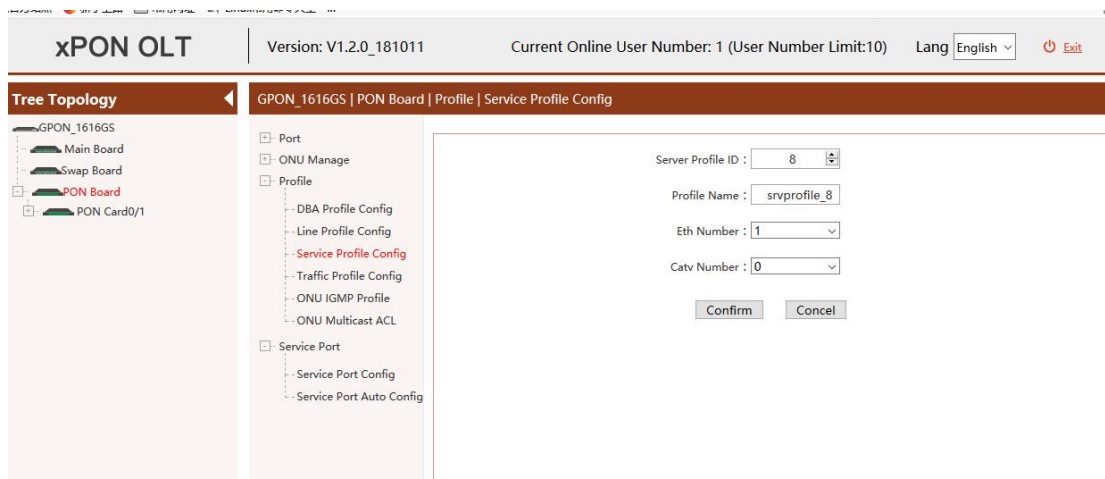 xPON OLT
Version: V1.2.0_181011
Current Online User Number: 1 (User Number Limit:10)
Lang English
Exit
Tree Topology
GPON_1616GS | PON Board | Profile | Service Profile Config
GPON_1616GS
Main Board
Swap Board
PON Board
PON Card0/1
Port
ONU Manage
Profile
DBA Profile Config
Line Profile Config
Service Profile Config
Traffic Profile Config
ONU IGMP Profile
ONU Multicast ACL
Service Port
Service Port Config
Service Port Auto Config
Server Profile ID : 8
Profile Name : srvprofile_8
Eth Number : 1
Catv Number : 0
Confirm Concel